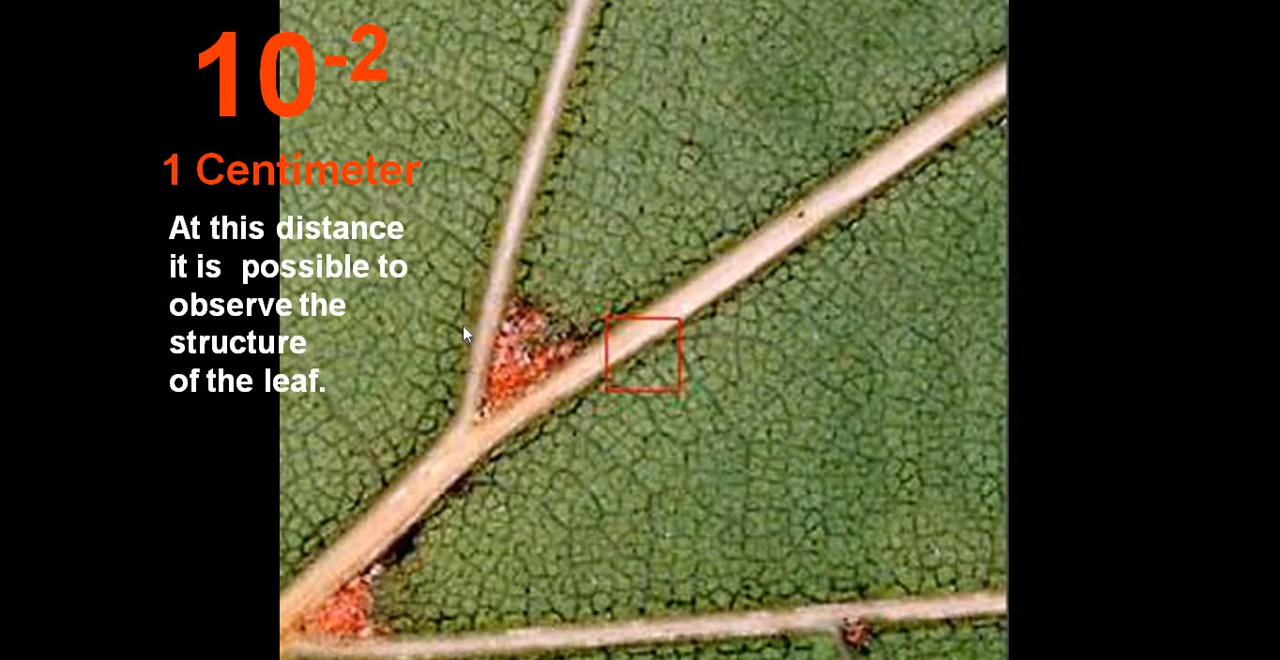 10⁻²
1 Centímeter
At this distance
it is possible to
observe the
structure
of the leaf.